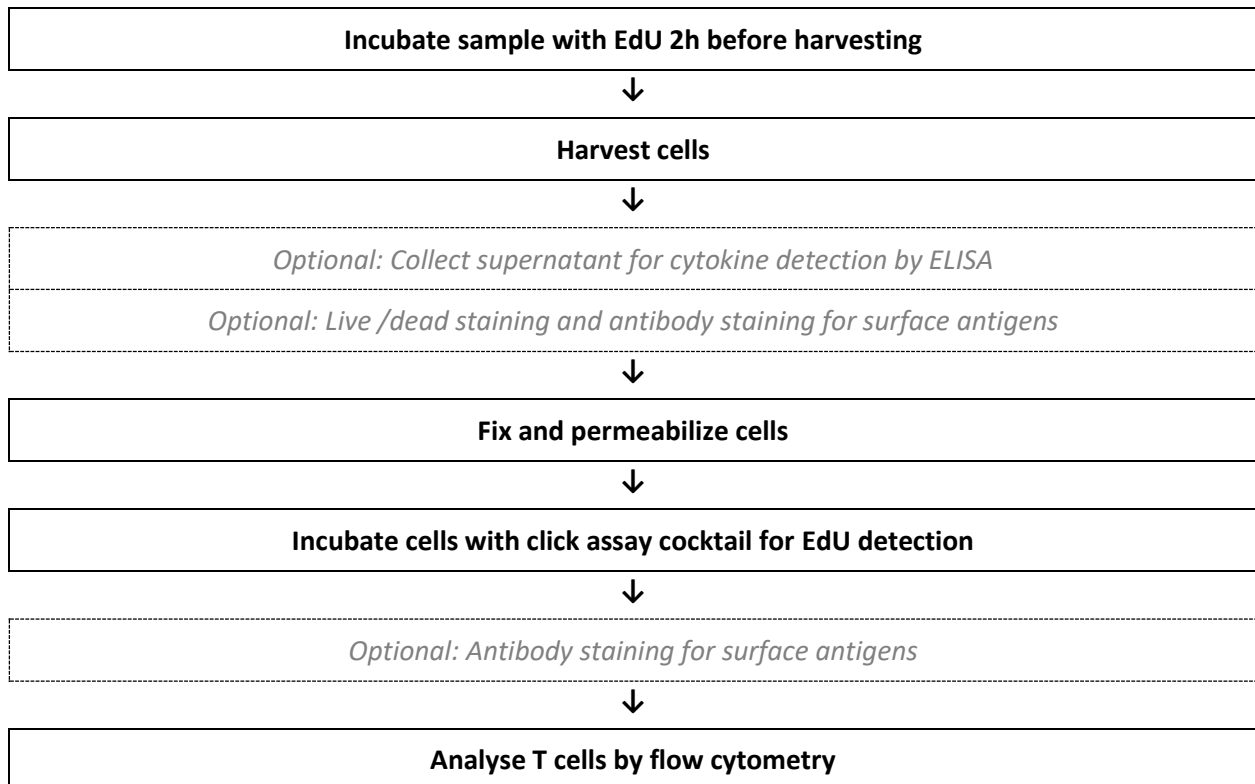 Incubate sample with EdU 2h before harvesting
Harvest cells
Optional: Collect supernatant for cytokine detection by ELISA
Optional: Live /dead staining and antibody staining for surface antigens
Fix and permeabilize cells
Incubate cells with click assay cocktail for EdU detection
Optional: Antibody staining for surface antigens
Analyse T cells by flow cytometry